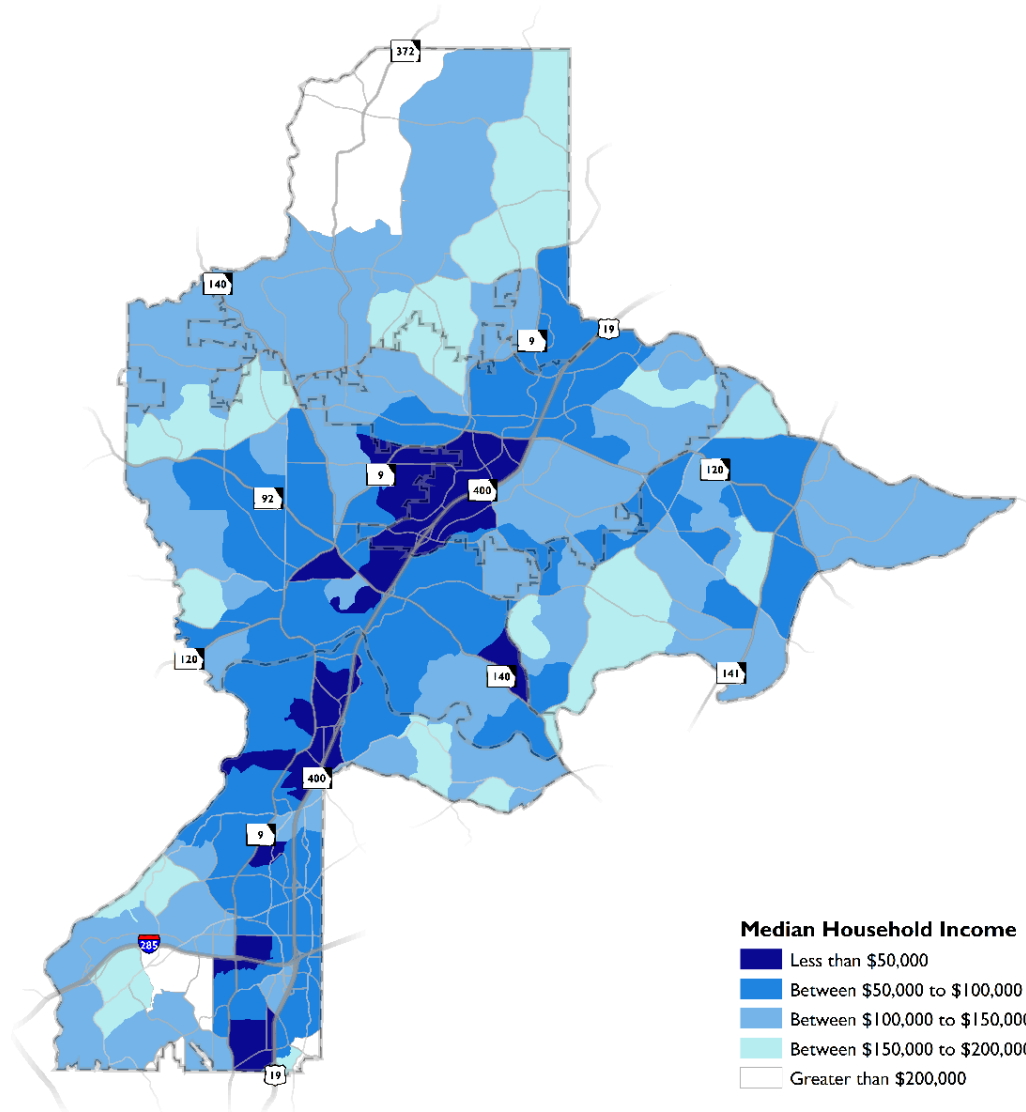 372
140
19
9
9
120
92
400
120
140
141
400
9
285
19
Median Household Income
Less than $50,000
Between $50,000 to $100,000
Between $100,000 to $150,000
Between $150,000 to $200,000
Greater than $200,000